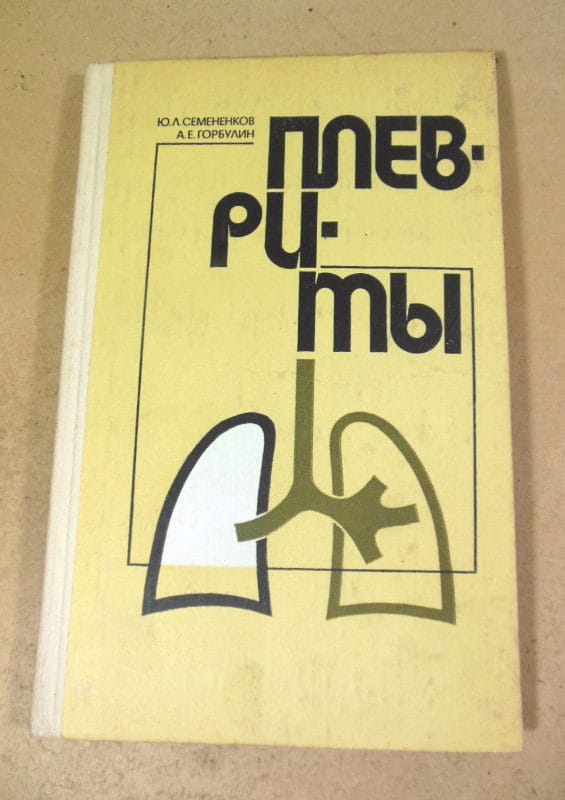 Ю.Л. СЕМЕНЕНКОВ
А.Е. ГОРБУЛИН
ПЛЕВ-
РИ-
ТЫ